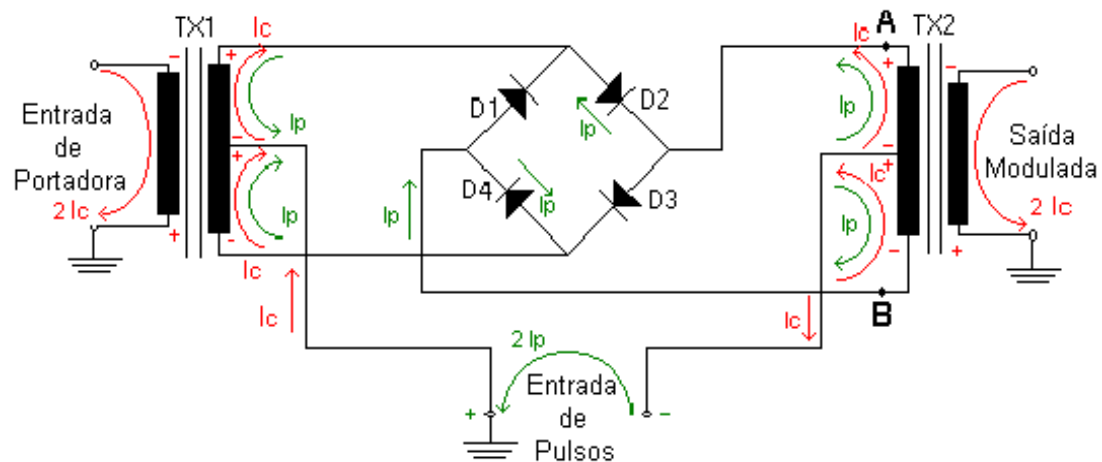 TX1
Ic
A
Ic
TX2
- +
+ -
Entrada
de
Portadora
2 Ic
Ip
- +
D1
D2
Ip
- +
Ic
Saída
Modulada
2 Ic
D4
D3
Ip
Ip
Ip
Ip
Ip
+ -
Ic
- +
B
Ic
Ic
2 Ip
Entrada
de
Pulsos
+ -